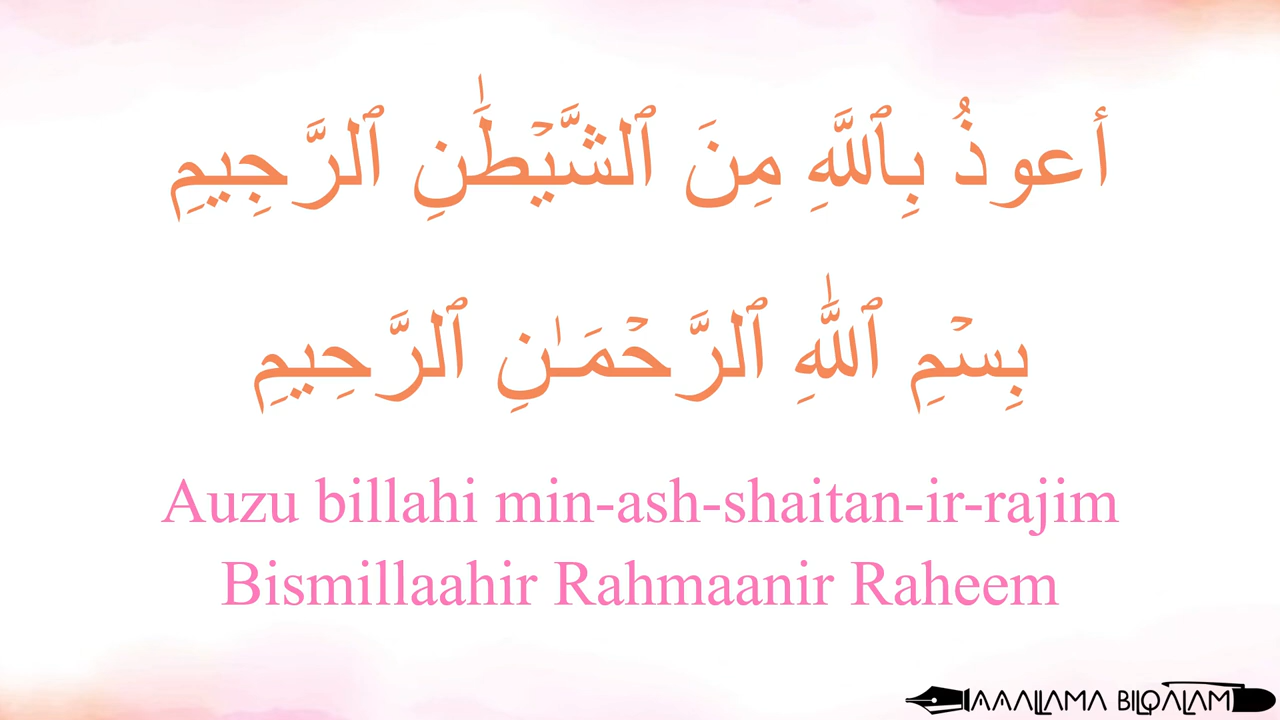 أعوذُ بِٱللَّهِ مِنَ ٱلشَّيۡطَٰنِ ٱلرَّجِيمِ
بِسۡمِ ٱللَّهِ ٱلرَّحۡمَـٰنِ ٱلرَّحِيمِ
Auzu billahi min-ash-shaitan-ir-rajim
Bismillaahir Rahmaanir Raheem
AAALLAMA BILQALAM